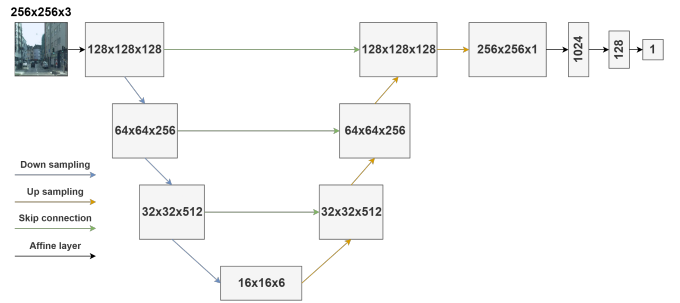 256x256x3
128x128x128
128x128x128
256x256x1
1024
128
1
64x64x256
64x64x256
Down sampling
Up sampling
32x32x512
32x32x512
Skip connection
Affine layer
16x16x6